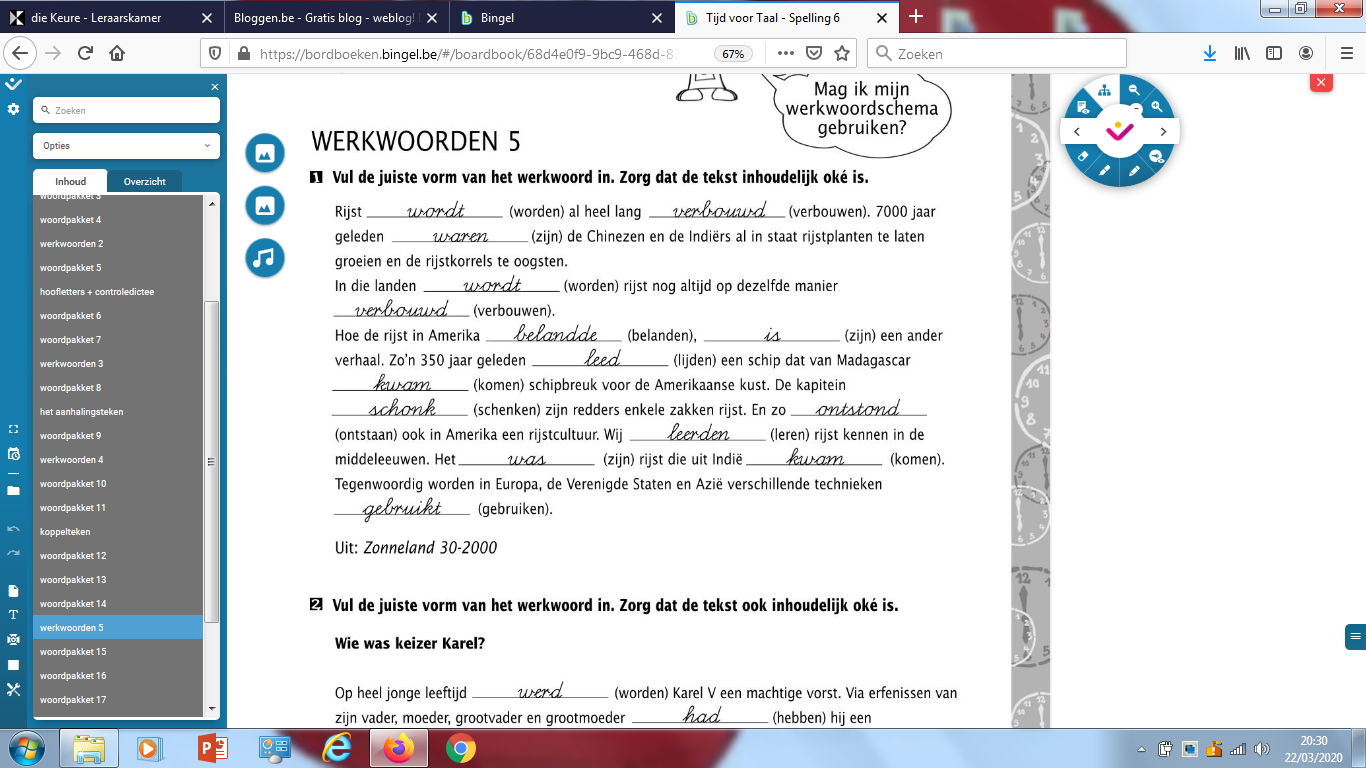 die Keure - Leraarskamer
Bloggen.be - Gratis blog - weblog!
Bingel
Tijd voor Taal - Spelling 6
https://bordboeken.bingel.be/#/boardbook/68d4e0f9-9bc9-468d-8
67%
Zoeken
Zoeken
Opties
Inhoud
Overzicht
woordpakket 3
woordpakket 4
werkwoorden 2
woordpakket 5
hoofletters + controledictee
woordpakket 6
woordpakket 7
werkwoorden 3
woordpakket 8
het aanhalingsteken
woordpakket 9
werkwoorden 4
woordpakket 10
woordpakket 11
koppelteken
woordpakket 12
woordpakket 13
woordpakket 14
werkwoorden 5
woordpakket 15
woordpakket 16
woordpakket 17
Mag ik mijn
werkwoordschema
gebruiken?
WERKWOORDEN 5
1 Vul de juiste vorm van het werkwoord in. Zorg dat de tekst inhoudelijk oké is.
Rijst wordt (worden) al heel lang verbouwd (verbouwen). 7000 jaar
geleden waren (zijn) de Chinezen en de Indiërs al in staat rijstplanten te laten
groeien en de rijstkorrels te oogsten.
In die landen wordt (worden) rijst nog altijd op dezelfde manier
verbouwd (verbouwen).
Hoe de rijst in Amerika belandde (belanden), is (zijn) een ander
verhaal. Zo'n 350 jaar geleden leed (lijden) een schip dat van Madagascar
kwam (komen) schipbreuk voor de Amerikaanse kust. De kapitein
schonk (schenken) zijn redders enkele zakken rijst. En zo ontstond
(ontstaan) ook in Amerika een rijstcultuur. Wij leerden (leren) rijst kennen in de
middeleeuwen. Het was (zijn) rijst die uit Indië kwam (komen).
Tegenwoordig worden in Europa, de Verenigde Staten en Azië verschillende technieken
gebruikt (gebruiken).
Uit: Zonneland 30-2000
2 Vul de juiste vorm van het werkwoord in. Zorg dat de tekst ook inhoudelijk oké is.
Wie was keizer Karel?
Op heel jonge leeftijd werd (worden) Karel V een machtige vorst. Via erfenissen van
zijn vader, moeder, grootvader en grootmoeder had (hebben) hij een
20:30
22/03/2020